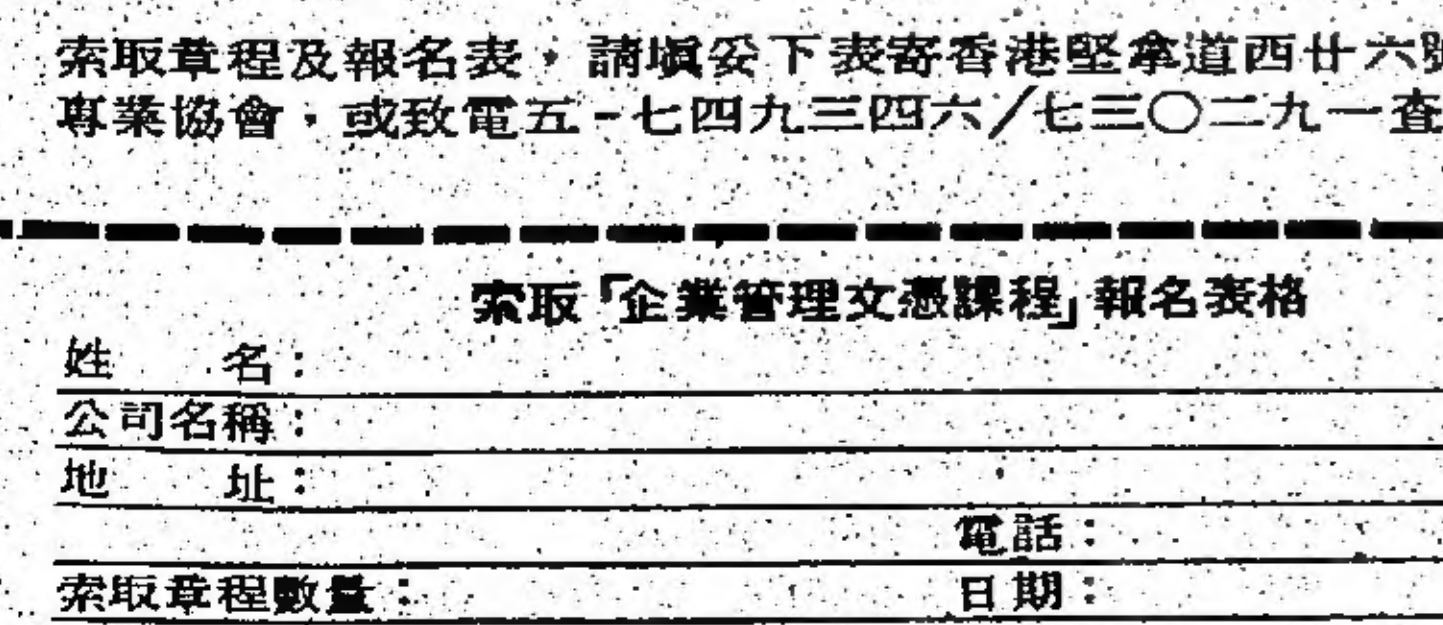 索取章程及報名表，請塡妥下表寄香港堅拿道西廿六號
專業協會，或致電五-七四九三四六/七三〇二九一查
索取「企業管理文憑課程」報名表格
姓　　名：
公司名稱：
地　　址：
電話：
索取章程數量：　　日期：